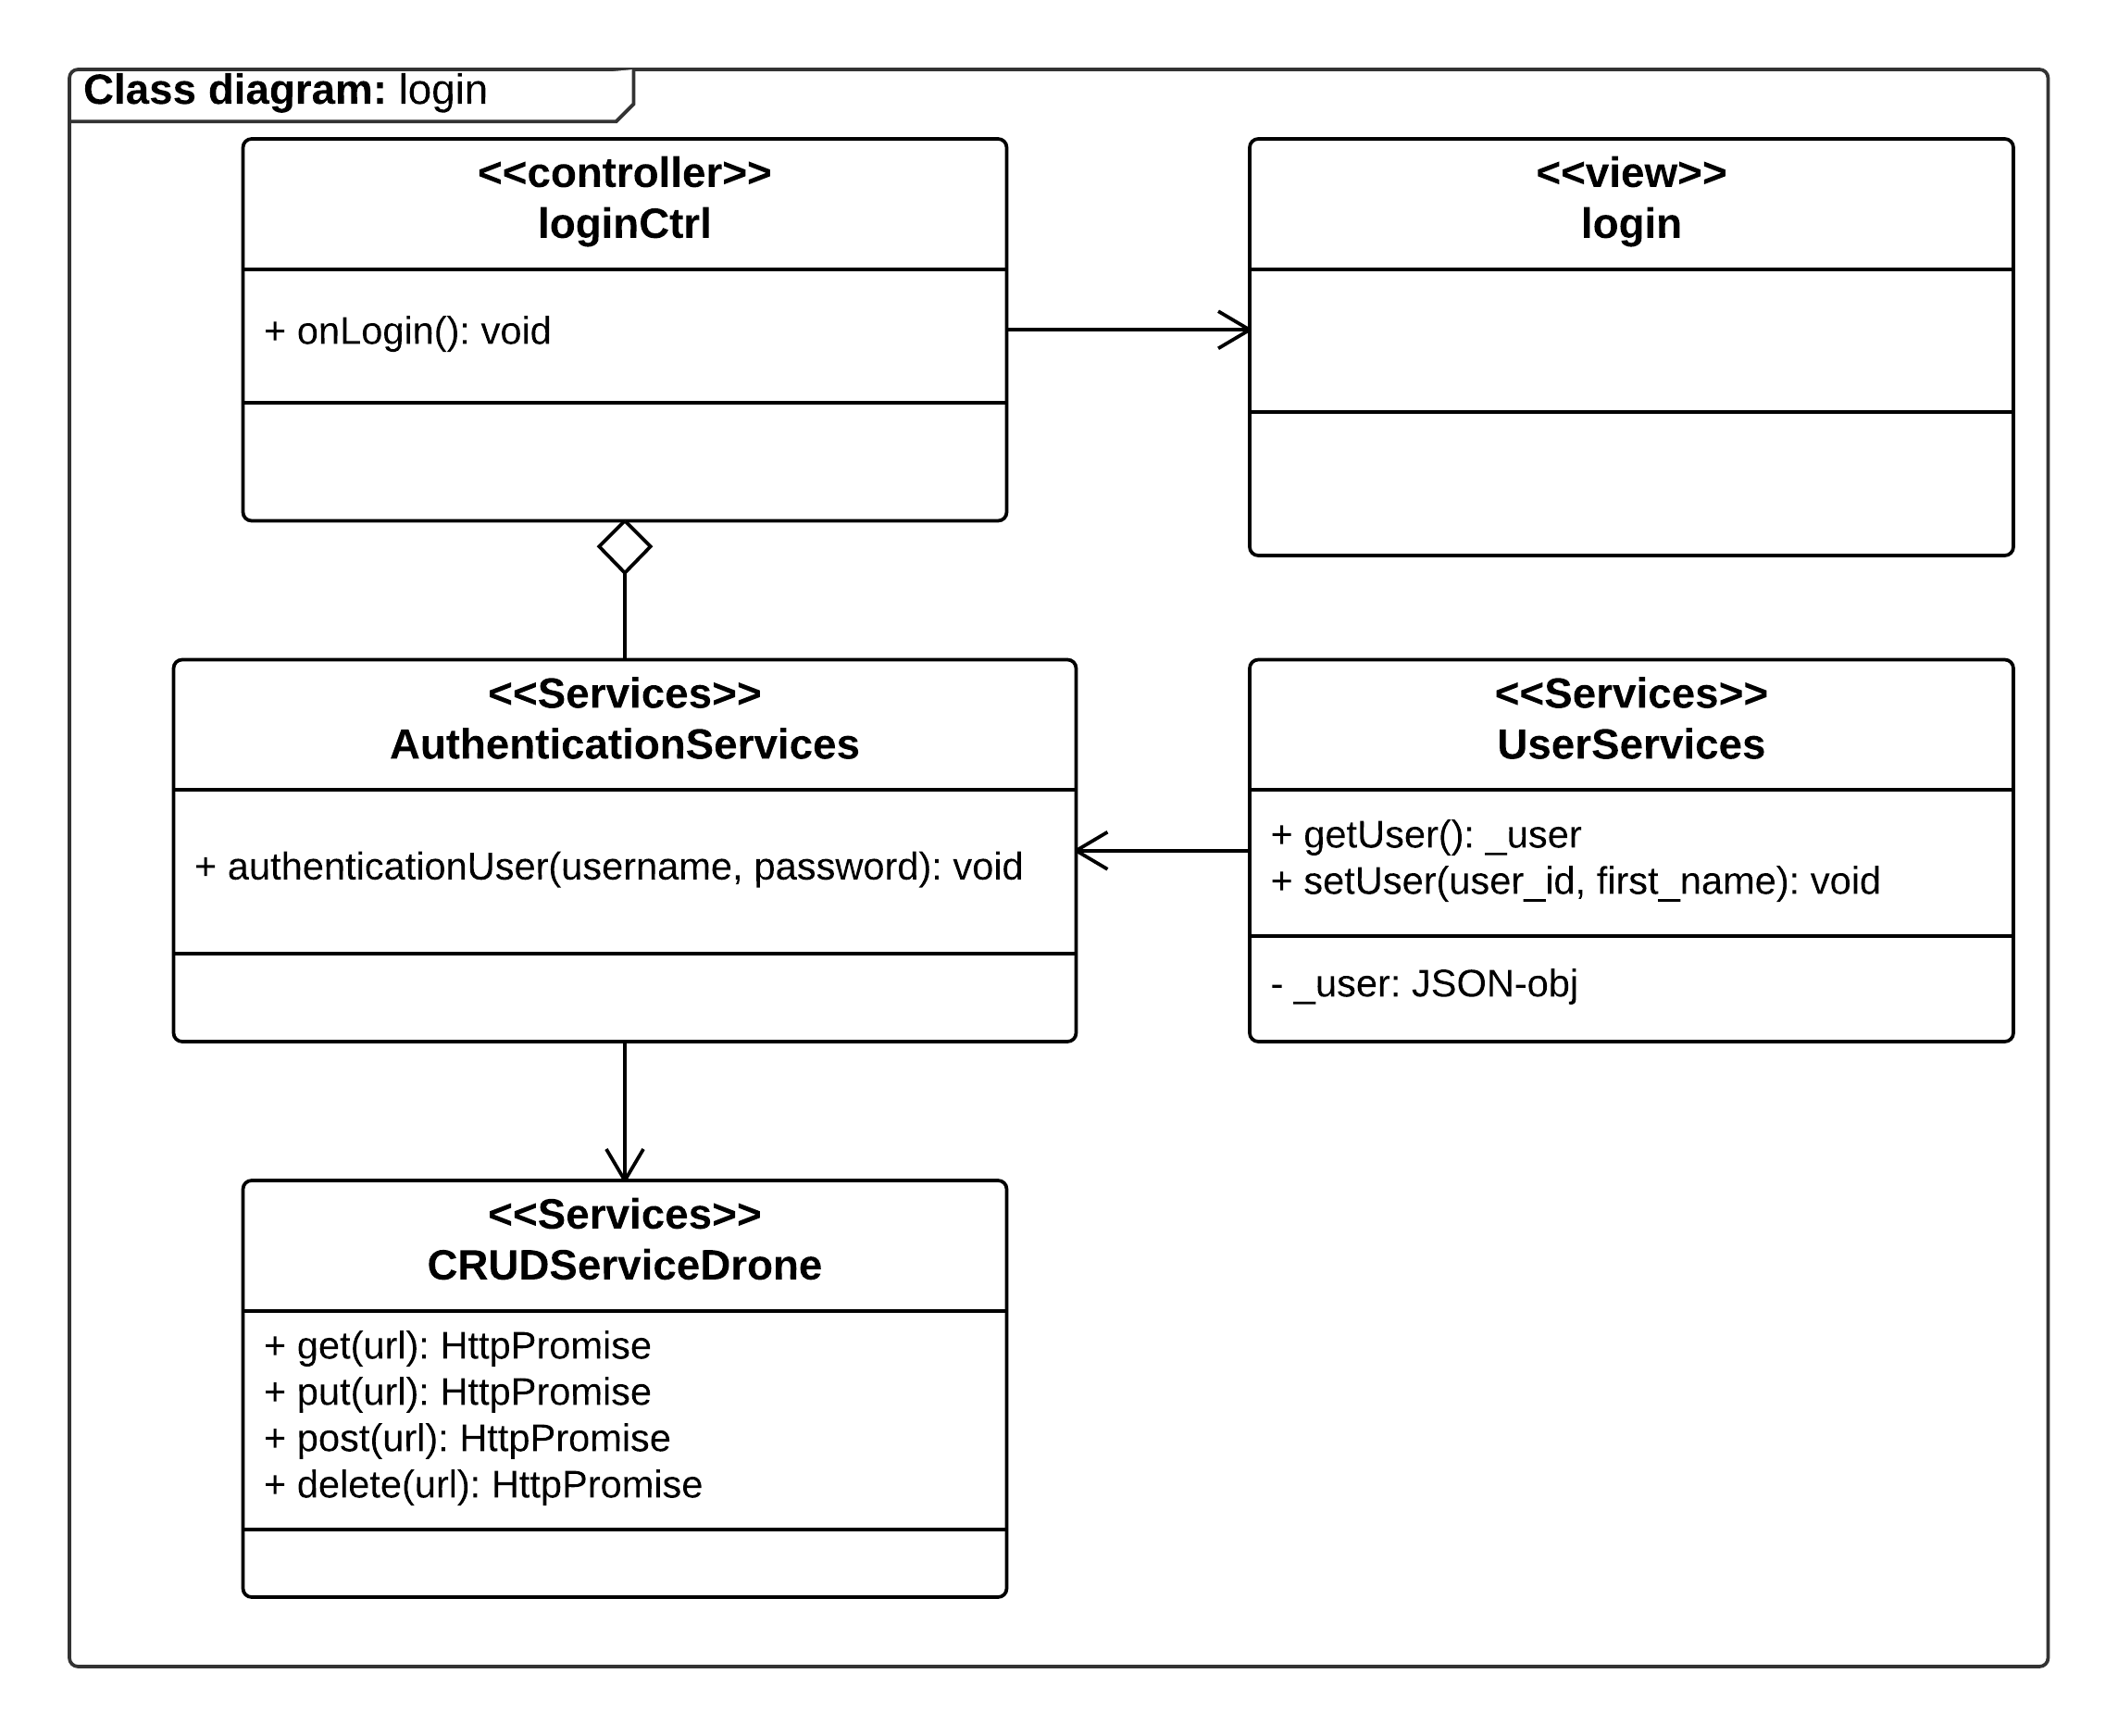 Class diagram: login
<<controller>>
loginCtrl
+ onLogin(): void
<<view>>
login
<<Services>>
AuthenticationServices
+ authenticationUser(username, password): void
<<Services>>
UserServices
+ getUser(): _user
+ setUser(user_id, first_name): void
- _user: JSON-obj
<<Services>>
CRUDServiceDrone
+ get(url): HttpPromise
+ put(url): HttpPromise
+ post(url): HttpPromise
+ delete(url): HttpPromise